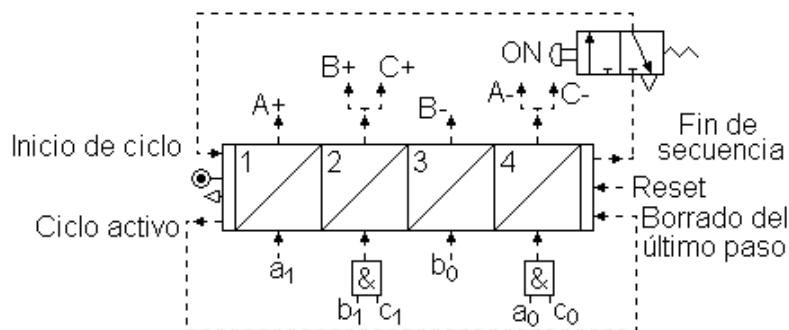 ON
B+ C+
A+
B-
A- C-
Inicio de ciclo
1 2 3 4
Fin de
secuencia
Reset
Ciclo activo
Borrado del
último paso
a1
&
b1 c1
b0
&
a0 c0